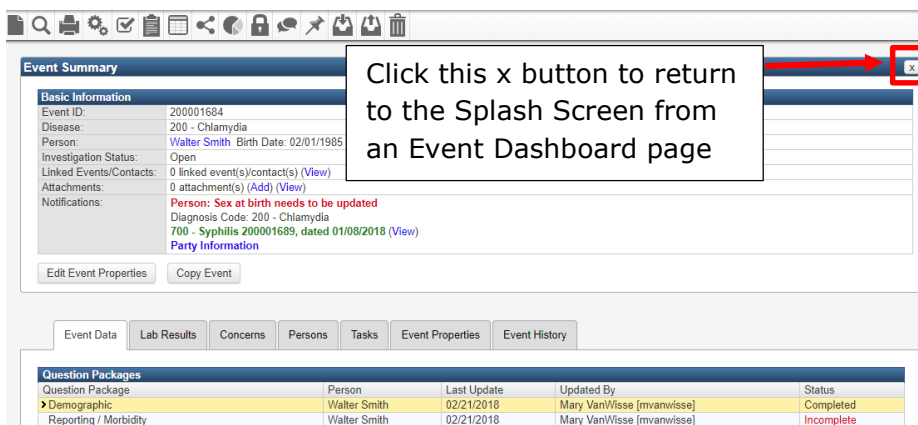 Event Summary
x
Click this x button to return
to the Splash Screen from
an Event Dashboard page
Basic Information
Event ID: 200001684
Disease: 200 - Chlamydia
Person: Walter Smith Birth Date: 02/01/1985
Investigation Status: Open
Linked Events/Contacts: 0 linked event(s)/contact(s) (View)
Attachments: 0 attachment(s) (Add) (View)
Notifications: Person: Sex at birth needs to be updated
Diagnosis Code: 200 - Chlamydia
700 - Syphilis 200001689, dated 01/08/2018 (View)
Party Information
Edit Event Properties Copy Event
Event Data Lab Results Concerns Persons Tasks Event Properties Event History
Question Packages
Question Package Person Last Update Updated By Status
Demographic Walter Smith 02/21/2018 Mary VanWisse [mvanwisse] Completed
Reporting / Morbidity Walter Smith 02/21/2018 Mary VanWisse [mvanwisse] Incomplete